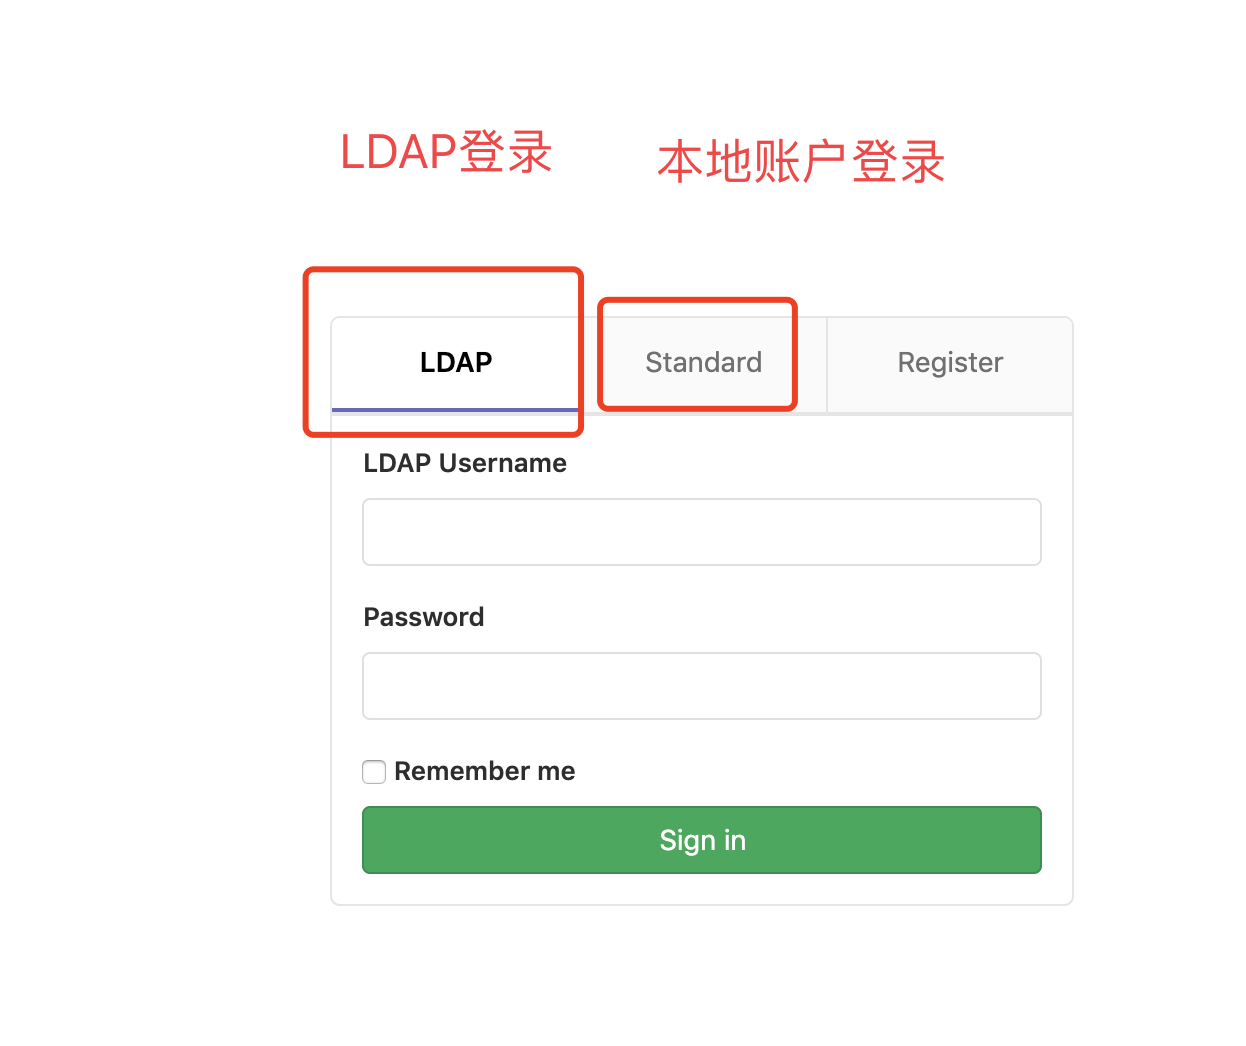 LDAP登录 本地账户登录
LDAP Standard Register
LDAP Username
Password
Remember me
Sign in